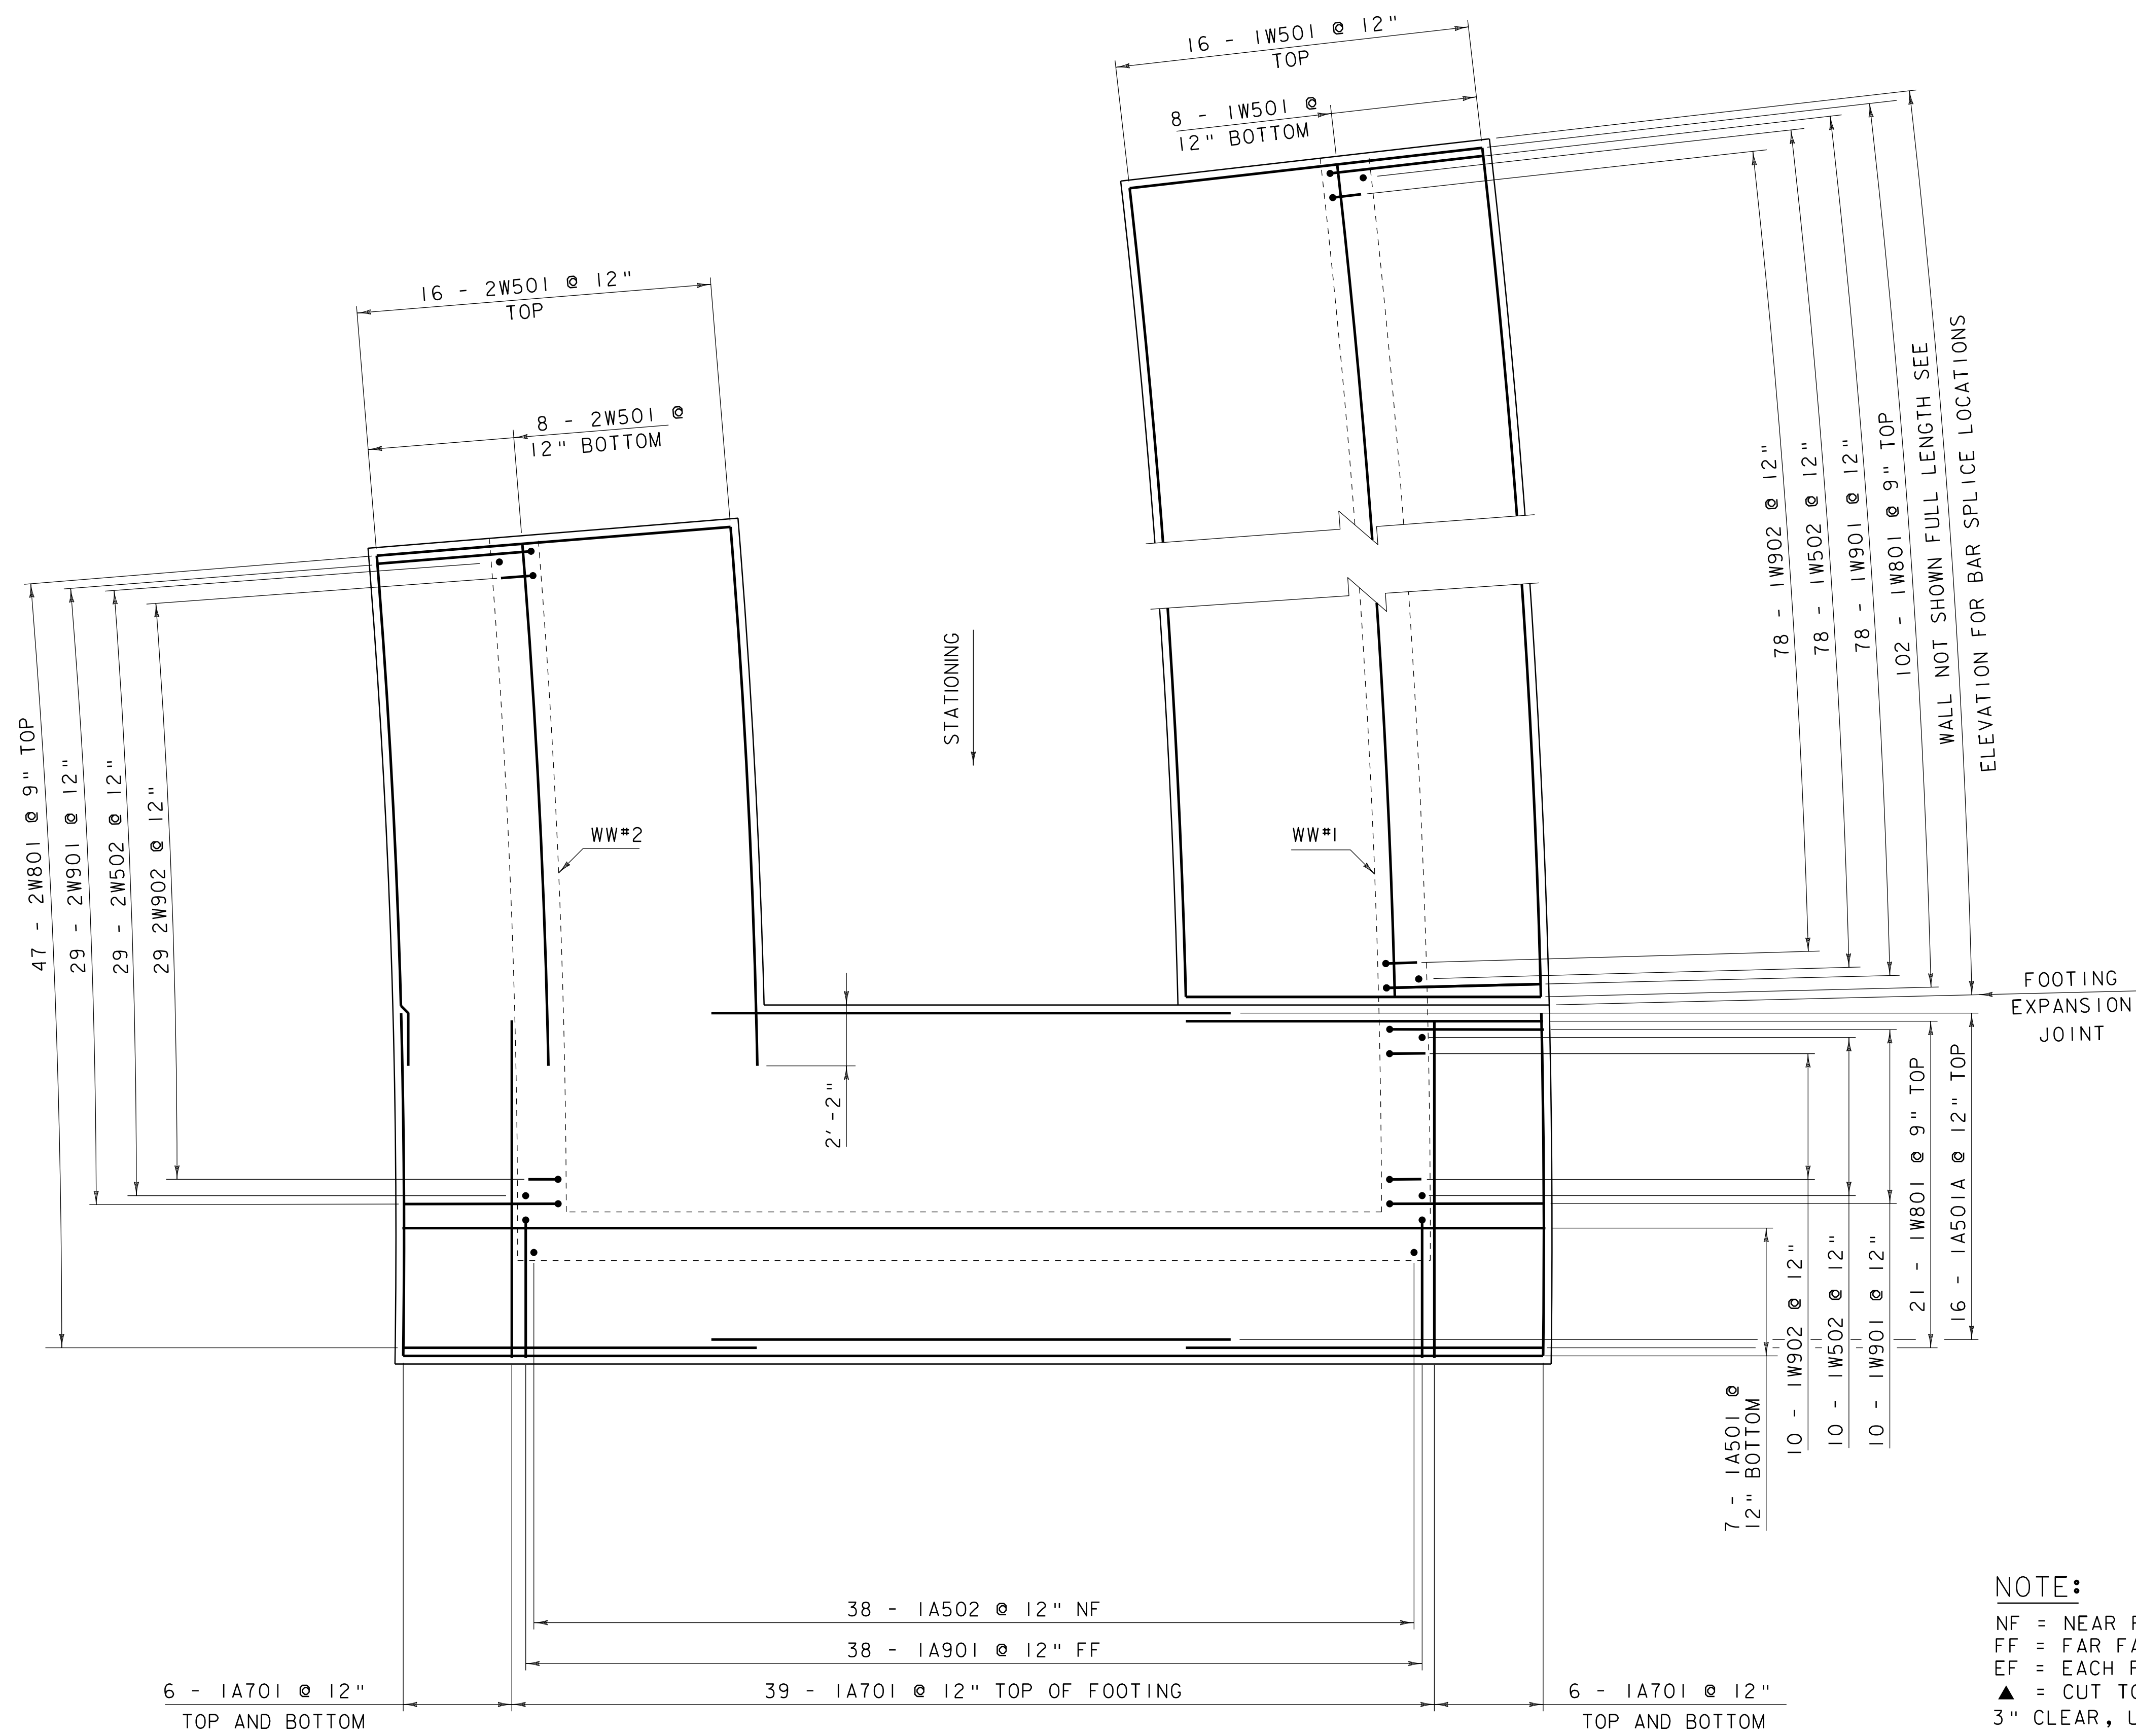 16 - 1W501 @ 12"
TOP
8 - 1W501 @
12" BOTTOM
16 - 2W501 @ 12"
TOP
8 - 2W501 @
12" BOTTOM
47 - 2W801 @ 9" TOP
29 - 2W901 @ 12"
29 - 2W502 @ 12"
29 2W902 @ 12"
STATIONING
WW#2
WW#1
78 - 1W902 @ 12"
78 - 1W502 @ 12"
78 - 1W901 @ 12"
102 - 1W801 @ 9" TOP
WALL NOT SHOWN FULL LENGTH SEE
ELEVATION FOR BAR SPLICE LOCATIONS
FOOTING
EXPANSION
JOINT
2'-2"
7 - 1A501 @
12" BOTTOM
10 - 1W902 @ 12"
10 - 1W502 @ 12"
10 - 1W901 @ 12"
21 - 1W801 @ 9" TOP
16 - 1A501A @ 12" TOP
38 - 1A502 @ 12" NF
38 - 1A901 @ 12" FF
6 - 1A701 @ 12"
TOP AND BOTTOM
39 - 1A701 @ 12" TOP OF FOOTING
6 - 1A701 @ 12"
TOP AND BOTTOM
NOTE:
NF = NEAR
FF = FAR
EF = EACH
▲ = CUT
3" CLEAR,